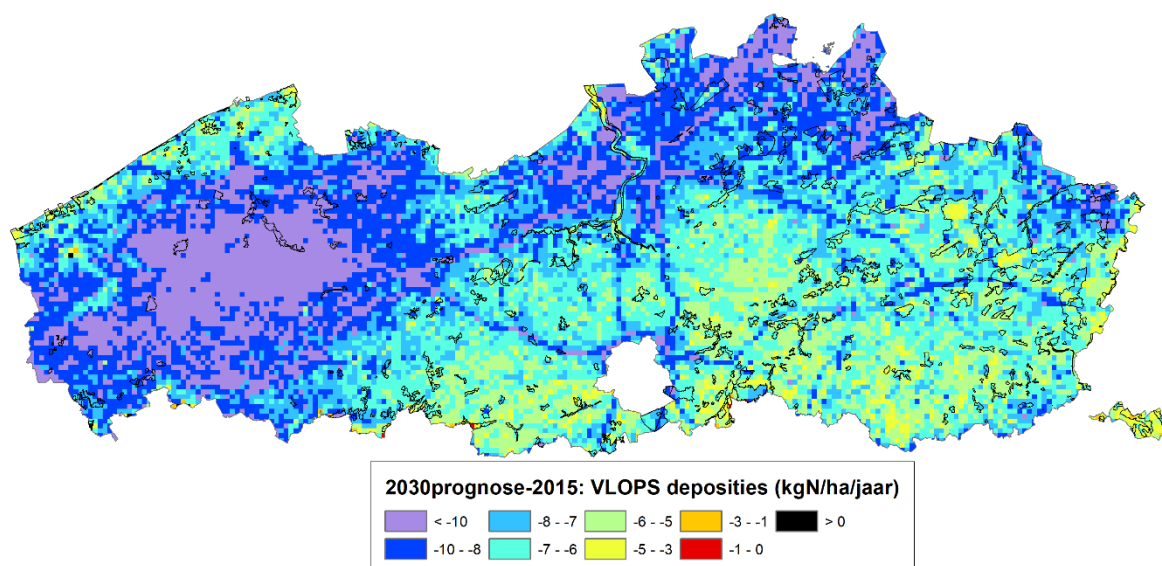 2030prognose-2015: VLOPS deposities (kgN/ha/jaar)
< -10 -8 - -7 -6 - -5 -3 - -1 > 0
-10 - -8 -7 - -6 -5 - -3 -1 - 0